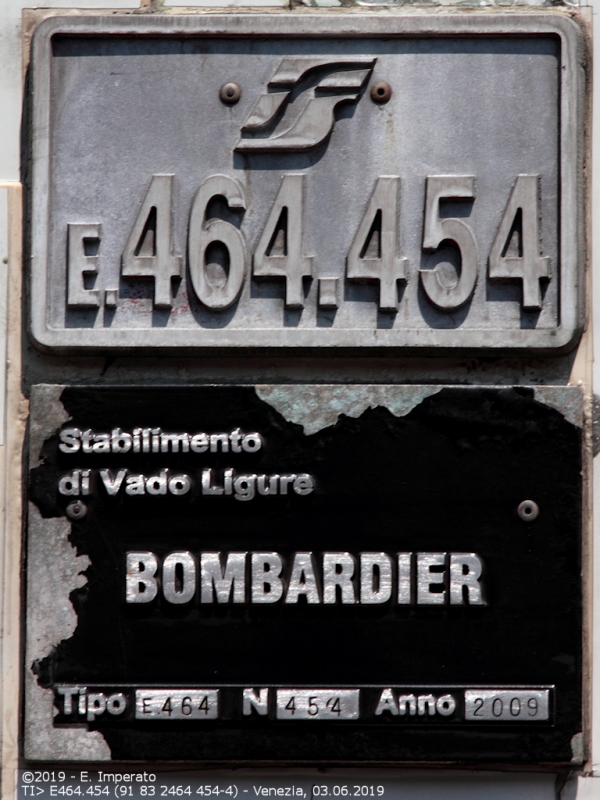 E.464.454
Stabilimento
di Vado Ligure
BOMBARDIER
Tipo E.464 N 454 Anno 2009
©2019 - E. Imperato
TI> E464.454 (91 83 2464 454-4) - Venezia, 03.06.2019